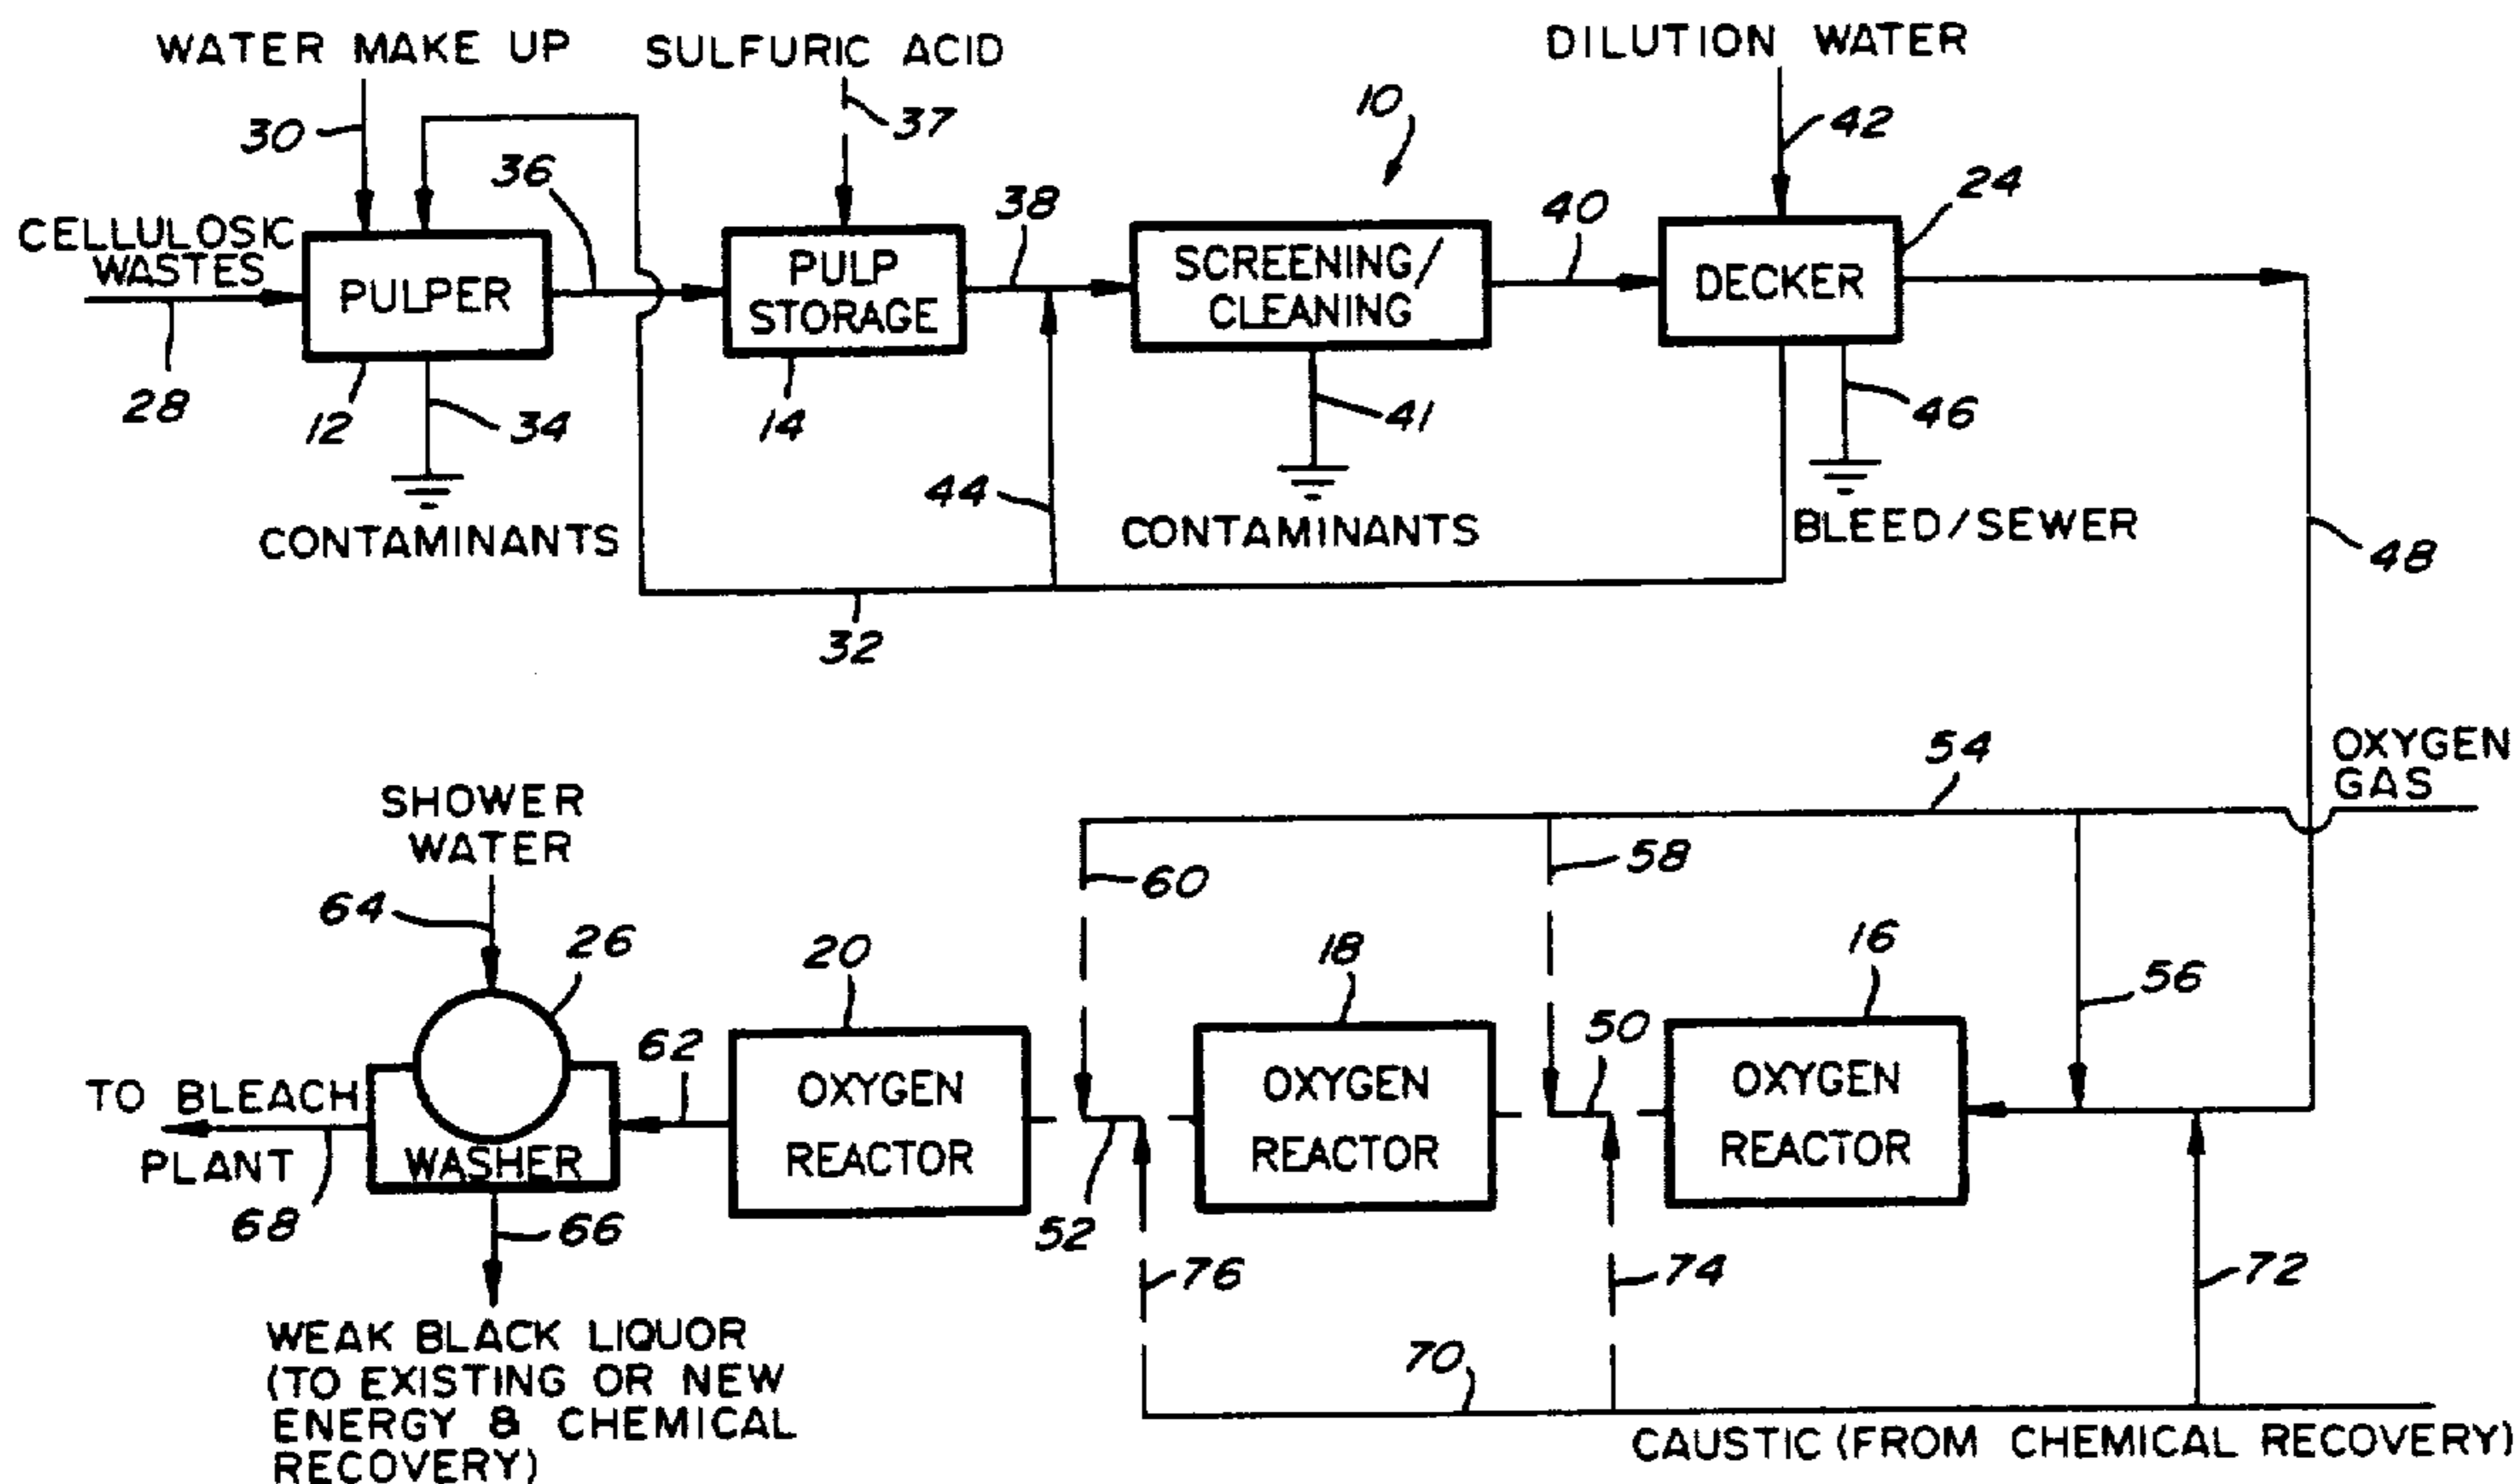 WATER MAKE UP
SULFURIC ACID
DILUTION WATER
10
30
37
42
36
38
40
24
CELLULOSIC
WASTES
PULPER
PULP
STORAGE
SCREENING/
CLEANING
DECKER
28
12
34
14
41
46
44
CONTAMINANTS
CONTAMINANTS
BLEED/SEWER
48
32
54
OXYGEN
GAS
SHOWER
WATER
60
58
64
26
20
18
16
56
62
50
TO BLEACH
PLANT
WASHER
OXYGEN
REACTOR
OXYGEN
REACTOR
OXYGEN
REACTOR
68
66
52
76
74
72
WEAK BLACK LIQUOR
(TO EXISTING OR NEW
ENERGY & CHEMICAL
RECOVERY)
70
CAUSTIC (FROM CHEMICAL RECOVERY)